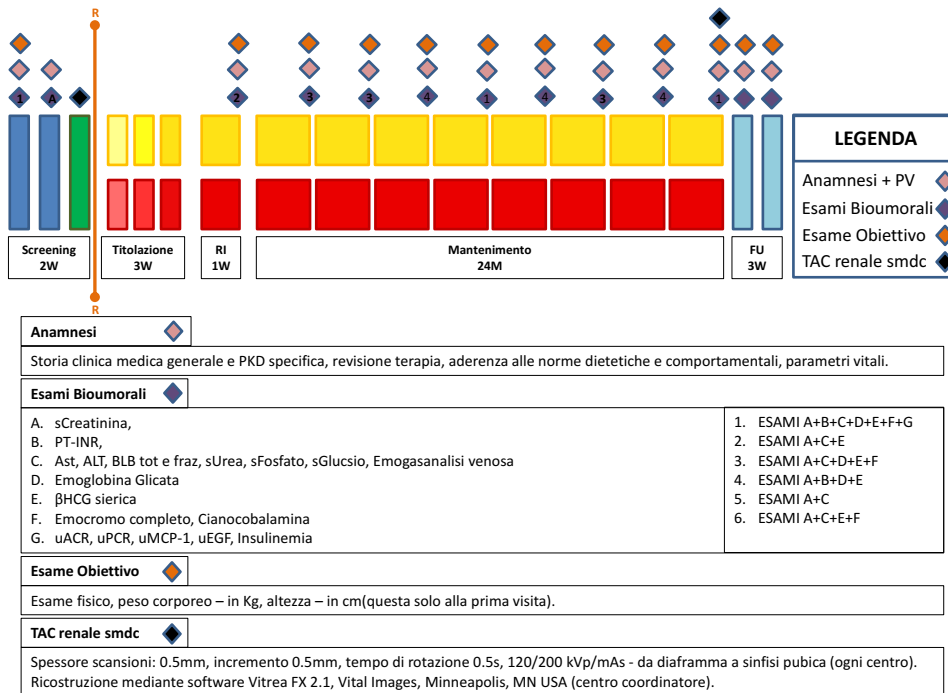 R
1 A
2 3 3 4 1 4 3 4 1
LEGENDA
Anamnesi + PV
Esami Bioumorali
Esame Obiettivo
TAC renale smdc
Screening
2W
Titolazione
3W
RI
1W
Mantenimento
24M
FU
3W
R
Anamnesi
Storia clinica medica generale e PKD specifica, revisione terapia, aderenza alle norme dietetiche e comportamentali, parametri vitali.
Esami Bioumorali
A. sCreatinina,
B. PT-INR,
C. Ast, ALT, BLB tot e fraz, sUrea, sFosfato, sGlucsio, Emogasanalisi venosa
D. Emoglobina Glicata
E. βHCG sierica
F. Emocromo completo, Cianocobalamina
G. uACR, uPCR, uMCP-1, uEGF, Insulinemia
1. ESAMI A+B+C+D+E+F+G
2. ESAMI A+C+E
3. ESAMI A+C+D+E+F
4. ESAMI A+B+D+E
5. ESAMI A+C
6. ESAMI A+C+E+F
Esame Obiettivo
Esame fisico, peso corporeo – in Kg, altezza – in cm(questa solo alla prima visita).
TAC renale smdc
Spessore scansioni: 0.5mm, incremento 0.5mm, tempo di rotazione 0.5s, 120/200 kVp/mAs - da diaframma a sinfisi pubica (ogni centro).
Ricostruzione mediante software Vitrea FX 2.1, Vital Images, Minneapolis, MN USA (centro coordinatore).